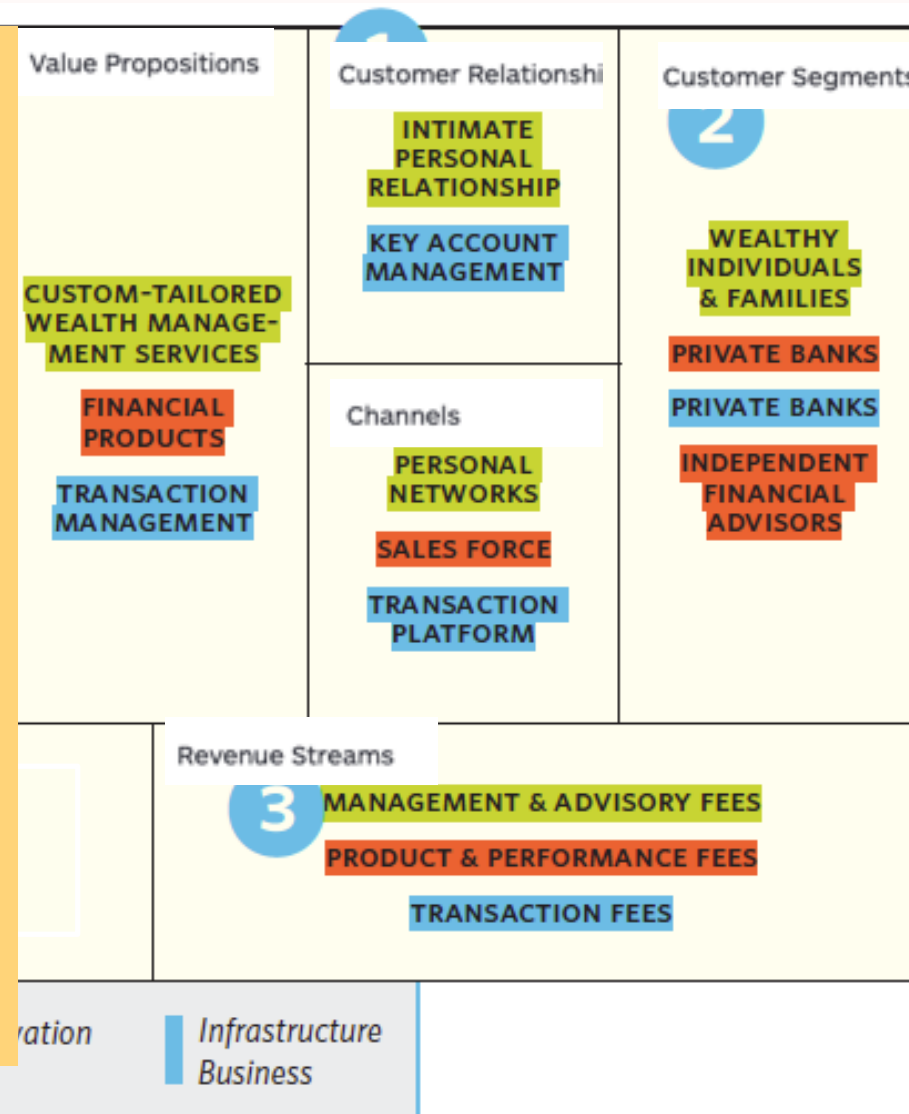 Value Propositions
CUSTOM-TAILORED
WEALTH MANAGE-
MENT SERVICES
FINANCIAL
PRODUCTS
TRANSACTION
MANAGEMENT
1
Customer Relationshi
INTIMATE
PERSONAL
RELATIONSHIP
KEY ACCOUNT
MANAGEMENT
Channels
PERSONAL
NETWORKS
SALES FORCE
TRANSACTION
PLATFORM
Customer Segments
2
WEALTHY
INDIVIDUALS
& FAMILIES
PRIVATE BANKS
PRIVATE BANKS
INDEPENDENT
FINANCIAL
ADVISORS
Revenue Streams
3
MANAGEMENT & ADVISORY FEES
PRODUCT & PERFORMANCE FEES
TRANSACTION FEES
vation
Infrastructure
Business